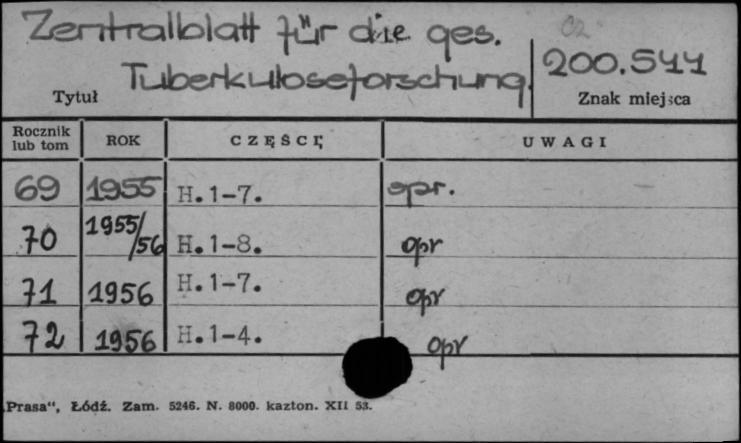 Zentralblatt für die ges.
Tuberkuloseforschung.
200.544
Tytuł
Znak miejsca
Rocznik lub tom ROK CZĘŚCI; UWAGI
69 1955 H.1-7. opr.
70 1955/56 H.1-8. opr
71 1956 H.1-7. opr
72 1956 H.1-4. opr
„Prasa“, Łódź. Zam. 5246. N. 8000. kazton. XII 53.